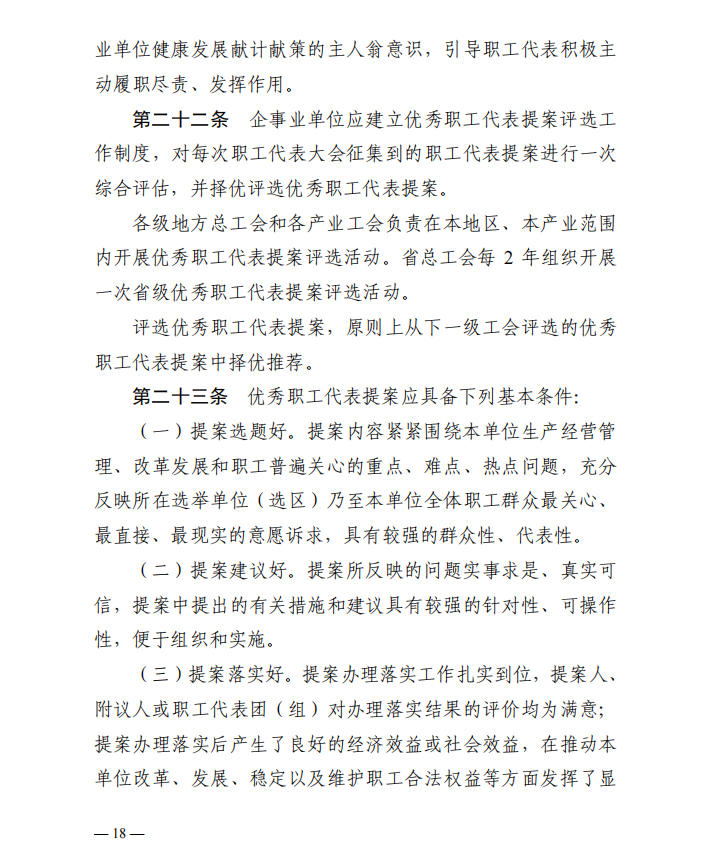 业单位健康发展献计献策的主人翁意识，引导职工代表积极主
动履职尽责、发挥作用。
第二十二条　企事业单位应建立优秀职工代表提案评选工
作制度，对每次职工代表大会征集到的职工代表提案进行一次
综合评估，并择优评选优秀职工代表提案。
各级地方总工会和各产业工会负责在本地区、本产业范围
内开展优秀职工代表提案评选活动。省总工会每 2 年组织开展
一次省级优秀职工代表提案评选活动。
评选优秀职工代表提案，原则上从下一级工会评选的优秀
职工代表提案中择优推荐。
第二十三条　优秀职工代表提案应具备下列基本条件：
（一）提案选题好。提案内容紧紧围绕本单位生产经营管
理、改革发展和职工普遍关心的重点、难点、热点问题，充分
反映所在选举单位（选区）乃至本单位全体职工群众最关心、
最直接、最现实的意愿诉求，具有较强的群众性、代表性。
（二）提案建议好。提案所反映的问题实事求是、真实可
信，提案中提出的有关措施和建议具有较强的针对性、可操作
性，便于组织和实施。
（三）提案落实好。提案办理落实工作扎实到位，提案人、
附议人或职工代表团（组）对办理落实结果的评价均为满意；
提案办理落实后产生了良好的经济效益或社会效益，在推动本
单位改革、发展、稳定以及维护职工合法权益等方面发挥了显
— 18 —